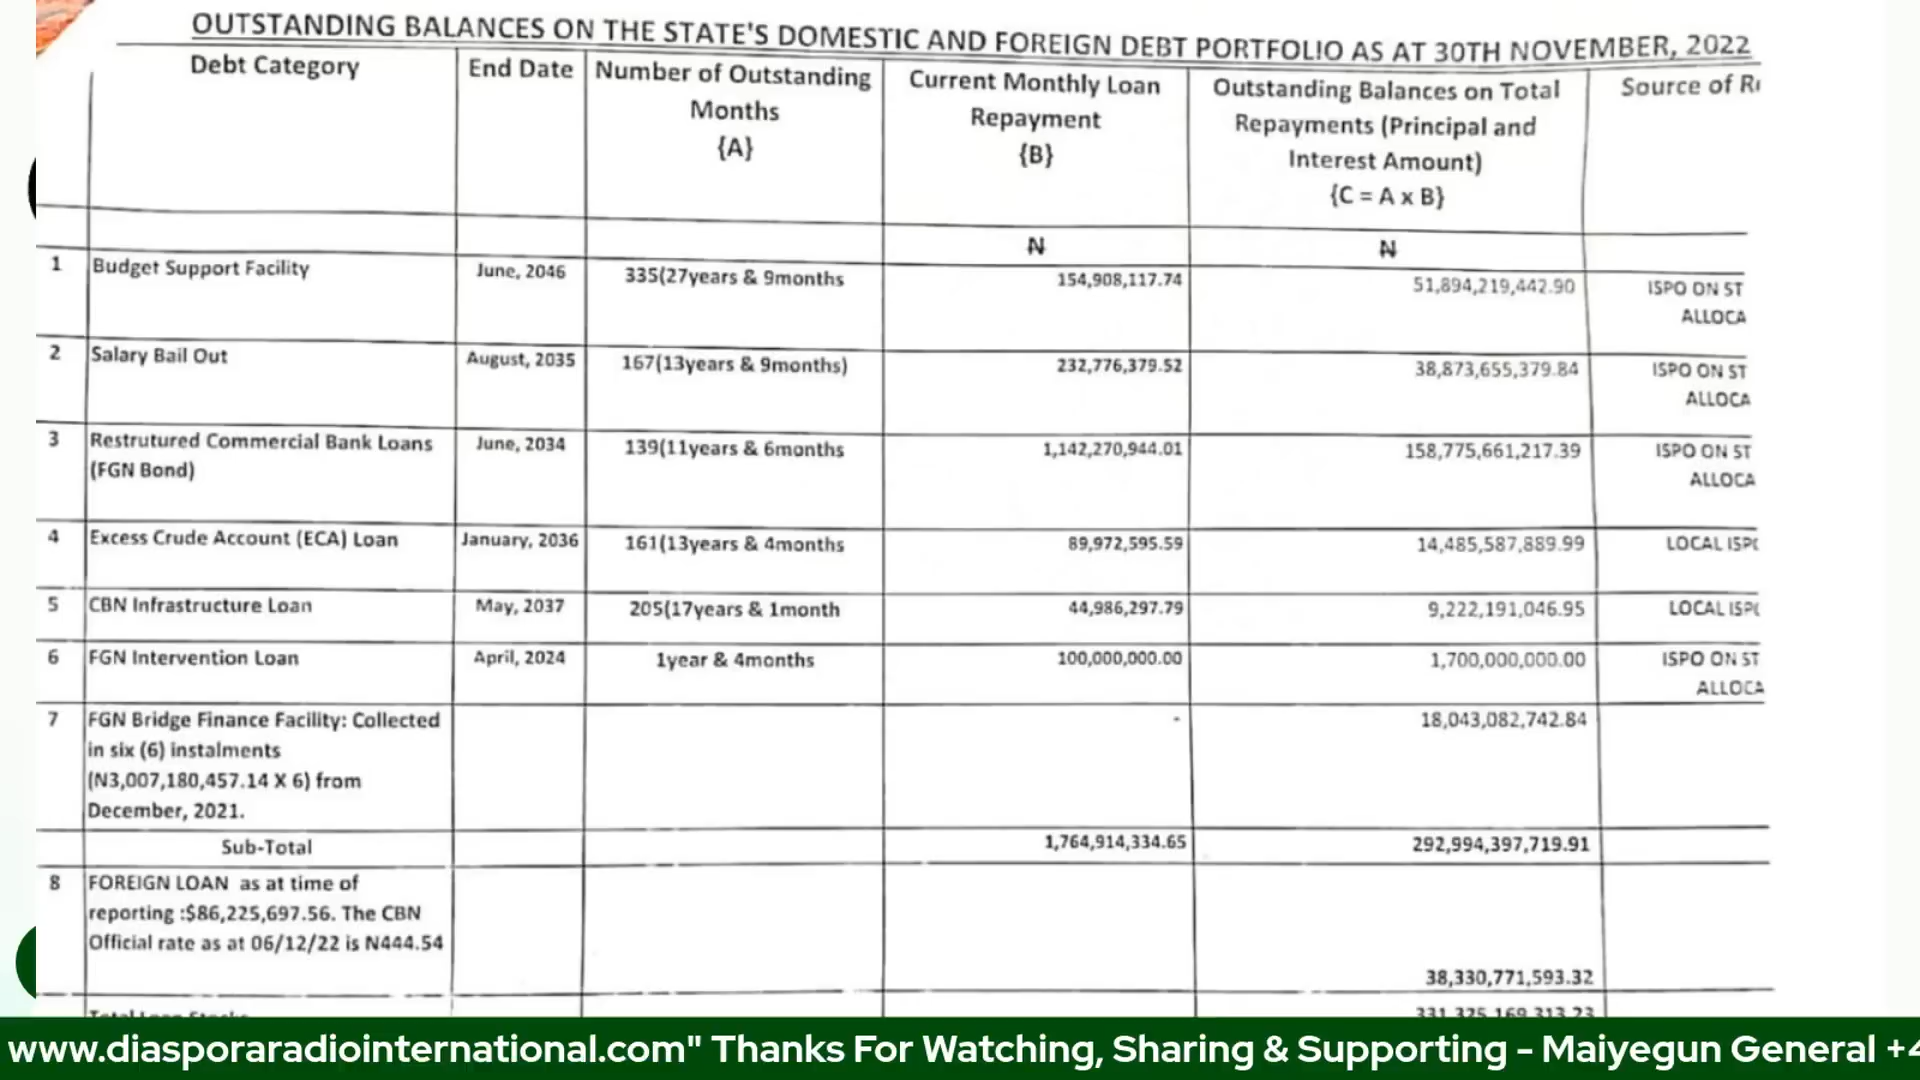 OUTSTANDING BALANCES ON THE STATE'S DOMESTIC AND FOREIGN DEBT PORTFOLIO AS AT 30TH NOVEMBER, 2022
Debt Category End Date Number of Outstanding Months {A} Current Monthly Loan Repayment {B} Outstanding Balances on Total Repayments (Principal and Interest Amount) {C = A x B} Source of
₦ ₦
1 Budget Support Facility June, 2046 335(27years & 9months 154,908,117.74 51,894,219,442.90 ISPO ON ST
ALLOCA
2 Salary Bail Out August, 2035 167(13years & 9months) 232,776,379.52 38,873,655,379.84 ISPO ON ST
ALLOCA
3 Restrutured Commercial Bank Loans June, 2034 139(11years & 6months 1,142,270,944.01 158,775,661,217.39 ISPO ON ST
(FGN Bond) ALLOCA
4 Excess Crude Account (ECA) Loan January, 2036 161(13years & 4months 89,972,595.59 14,485,587,889.99 LOCAL ISP
5 CBN Infrastructure Loan May, 2037 205(17years & 1month 44,986,297.79 9,222,191,046.95 LOCAL ISP
6 FGN Intervention Loan April, 2024 1year & 4months 100,000,000.00 1,700,000,000.00 ISPO ON ST
ALLOCA
7 FGN Bridge Finance Facility: Collected - 18,043,082,742.84
in six (6) instalments
(N3,007,180,457.14 X 6) from
December, 2021.
Sub-Total 1,764,914,334.65 292,994,397,719.91
8 FOREIGN LOAN as at time of
reporting :$86,225,697.56. The CBN
Official rate as at 06/12/22 is N444.54
38,330,771,593.32
331,325,169,313.23
www.diasporaradiointernational.com" Thanks For Watching, Sharing & Supporting - Maiyegun General +4